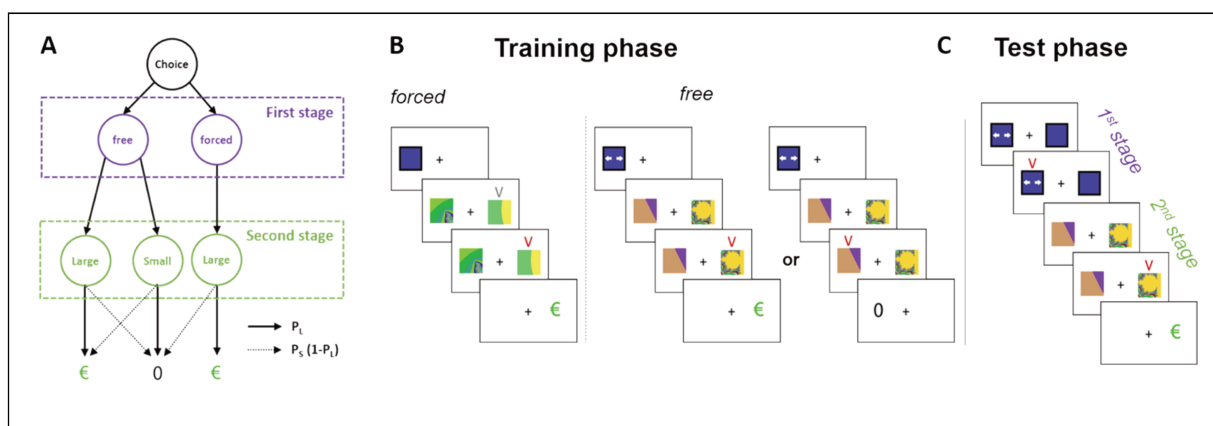 A
Choice
First stage
free
forced
Second stage
Large
Small
Large
P_L
P_S (1-P_L)
€
0
€
B
Training phase
forced
free
+
+
+
V
+
+
+
V
+
+
V
+
V
or
+
€
+
€
0
+
C
Test phase
+
1st stage
V
+
+
2nd stage
V
+
+
€